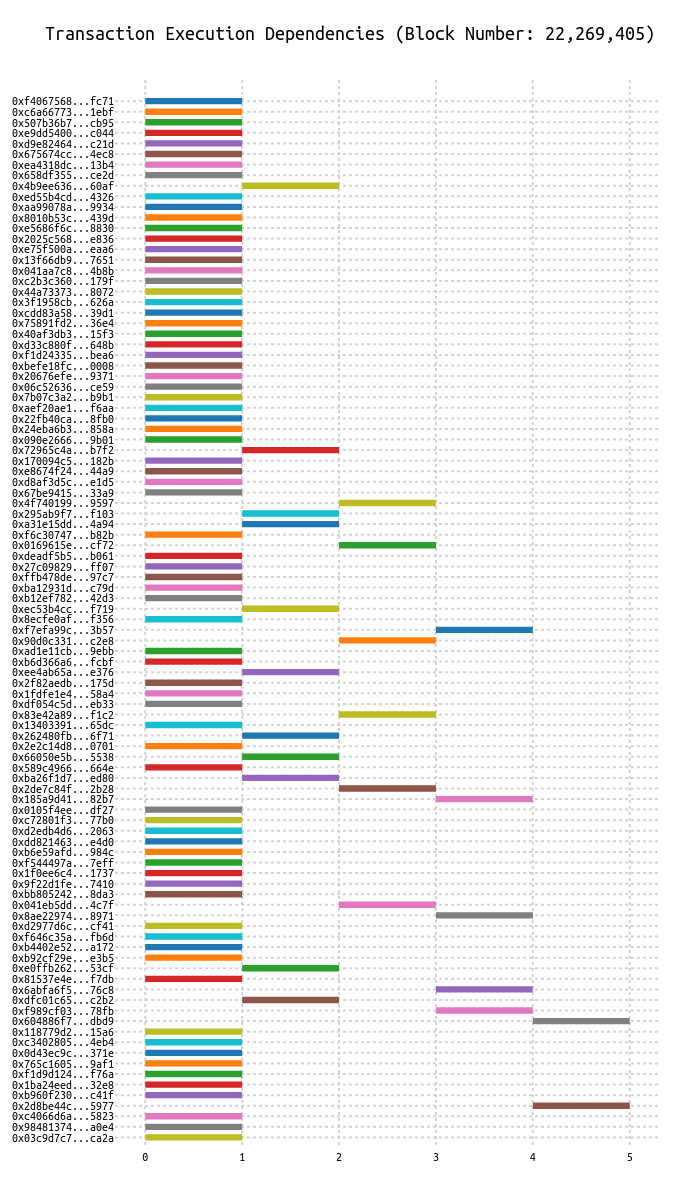 Transaction Execution Dependencies (Block Number: 22,269,405)
0xf4067568...fc71
0xc6a66773...1ebf
0x507b36b7...cb95
0xe9dd5400...c044
0xd9e82464...c21d
0x675674cc...4ec8
0xea4318dc...13b4
0x658df355...ce2d
0x4b9ee636...60af
0xed55b4cd...4326
0xaa99078a...9934
0x8010b53c...439d
0xe5686f6c...8830
0x2025c568...e836
0xe75f500a...eaa6
0x13f66db9...7651
0x041aa7c8...4b8b
0xc2b3c360...179f
0x44a73373...8072
0x3f1958cb...626a
0xcdd83a58...39d1
0x75891fd2...36e4
0x40af3db3...15f3
0xd33c880f...648b
0xf1d24335...bea6
0xbefe18fc...0008
0x20676efe...9371
0x06c52636...ce59
0x7b07c3a2...b9b1
0xaef20ae1...f6aa
0x22fb40ca...8fb0
0x24eba6b3...858a
0x090e2666...9b01
0x72965c4a...b7f2
0x170094c5...182b
0xe8674f24...44a9
0xd8af3d5c...e1d5
0x67be9415...33a9
0x4f740199...9597
0x295ab9f7...f103
0xa31e15dd...4a94
0xf6c30747...b82b
0x0169615e...cf72
0xdeadf5b5...b061
0x27c09829...ff07
0xffb478de...97c7
0xba12931d...c79d
0xb12ef782...42d3
0xec53b4cc...f719
0x8ecfe0af...f356
0xf7efa99c...3b57
0x90d0c331...c2e8
0xad1e11cb...9ebb
0xb6d366a6...fcbf
0xee4ab65a...e376
0x2f82aedb...175d
0x1fdfe1e4...58a4
0xdf054c5d...eb33
0x83e42a89...f1c2
0x13403391...65dc
0x262480fb...6f71
0x2e2c14d8...0701
0x66050e5b...5538
0x589c4966...664e
0xba26f1d7...ed80
0x2de7c84f...2b28
0x185a9d41...82b7
0x0105f4ee...df27
0xc72801f3...77b0
0xd2edb4d6...2063
0xdd821463...e4d0
0xb6e59afd...984c
0xf544497a...7eff
0x1f0ee6c4...1737
0x9f22d1fe...7410
0xbb805242...8da3
0x041eb5dd...4c7f
0x8ae22974...8971
0xd2977d6c...cf41
0xf646c35a...fb6d
0xb4402e52...a172
0xb92cf29e...e3b5
0xe0ffb262...53cf
0x81537e4e...f7db
0x6abfa6f5...76c8
0xdfc01c65...c2b2
0xf989cf03...78fb
0x604886f7...dbd9
0x118779d2...15a6
0xc3402805...4eb4
0x0d43ec9c...371e
0x765c1605...9af1
0xf1d9d124...f76a
0x1ba24eed...32e8
0xb960f230...c41f
0x2d8be44c...5977
0xc4066d6a...5823
0x98481374...a0e4
0x03c9d7c7...ca2a
0 1 2 3 4 5